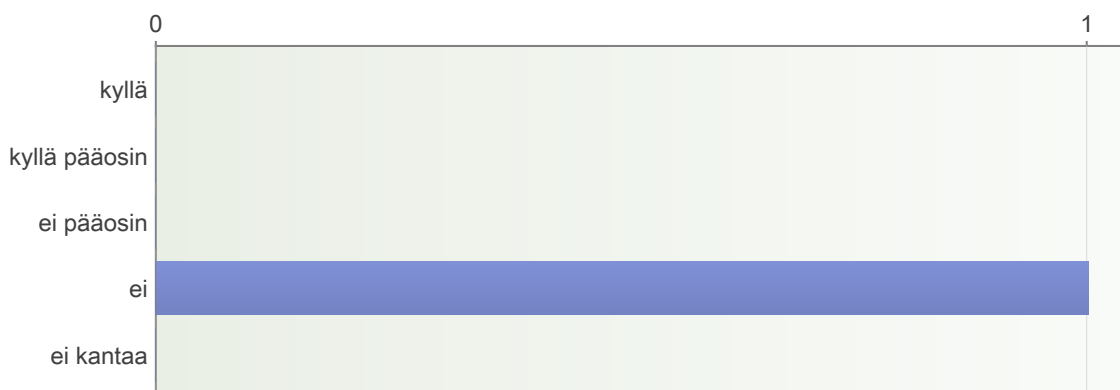 0 1
kyllä
kyllä pääosin
ei pääosin
ei
ei kantaa